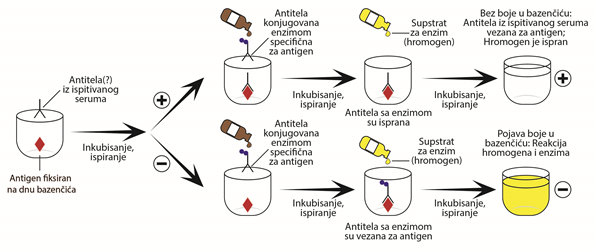 Antitela(?)
iz ispitivanog
seruma
Antigen fiksiran
na dnu bazenčića
Inkubisanje,
ispiranje
+
−
Antitela
konjugovana
enzimom
specifična
za antigen
Inkubisanje,
ispiranje
Supstrat
za enzim
(hromogen)
Antitela sa enzimom
su isprana
Inkubisanje,
ispiranje
Bez boje u bazenčiću:
Antitela iz ispitivanog seruma
vezana za antigen;
Hromogen je ispran
+
Antitela
konjugovana
enzimom
specifična
za antigen
Inkubisanje,
ispiranje
Supstrat
za enzim
(hromogen)
Antitela sa enzimom
su vezana za antigen
Inkubisanje,
ispiranje
Pojava boje u
bazenčiću: Reakcija
hromogena i enzima
−